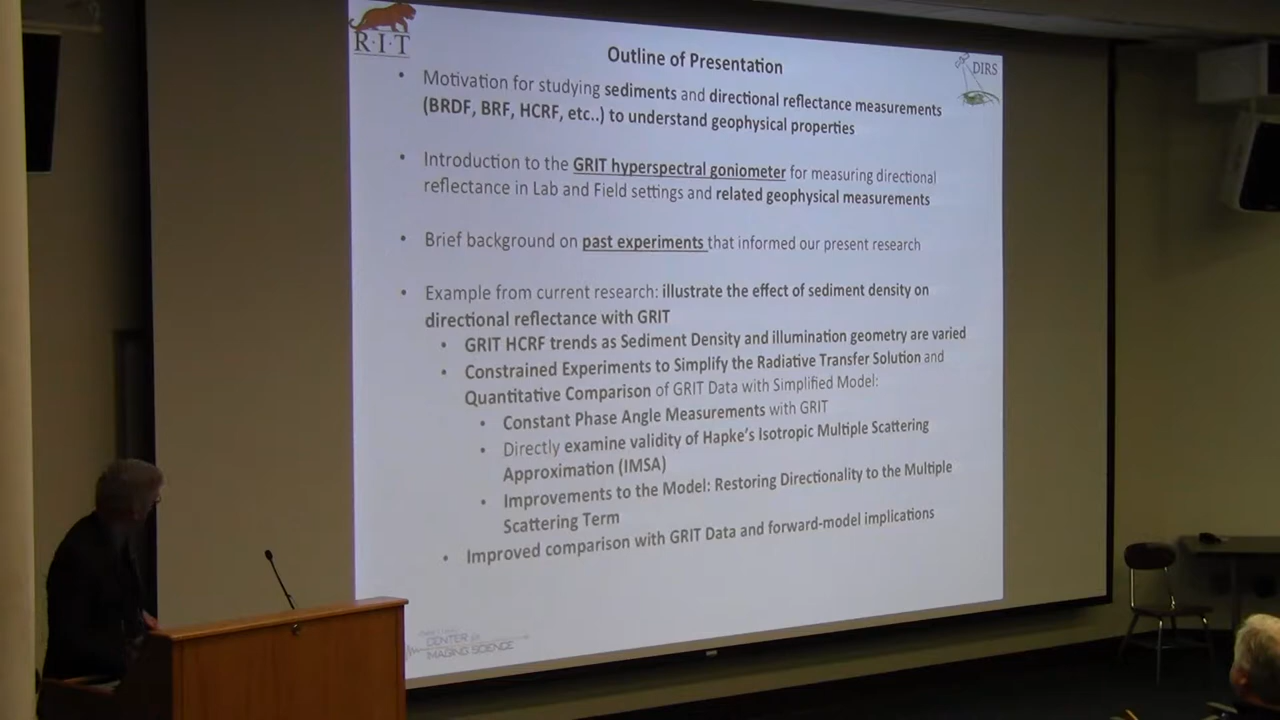 R·I·T
Outline of Presentation
DIRS
• Motivation for studying sediments and directional reflectance measurements
(BRDF, BRF, HCRF, etc..) to understand geophysical properties
• Introduction to the GRIT hyperspectral goniometer for measuring directional
reflectance in Lab and Field settings and related geophysical measurements
• Brief background on past experiments that informed our present research
• Example from current research: illustrate the effect of sediment density on
directional reflectance with GRIT
• GRIT HCRF trends as Sediment Density and illumination geometry are varied
• Constrained Experiments to Simplify the Radiative Transfer Solution and
Quantitative Comparison of GRIT Data with Simplified Model:
• Constant Phase Angle Measurements with GRIT
• Directly examine validity of Hapke's Isotropic Multiple Scattering
Approximation (IMSA)
• Improvements to the Model: Restoring Directionality to the Multiple
Scattering Term
• Improved comparison with GRIT Data and forward-model implications
CENTER for
IMAGING SCIENCE